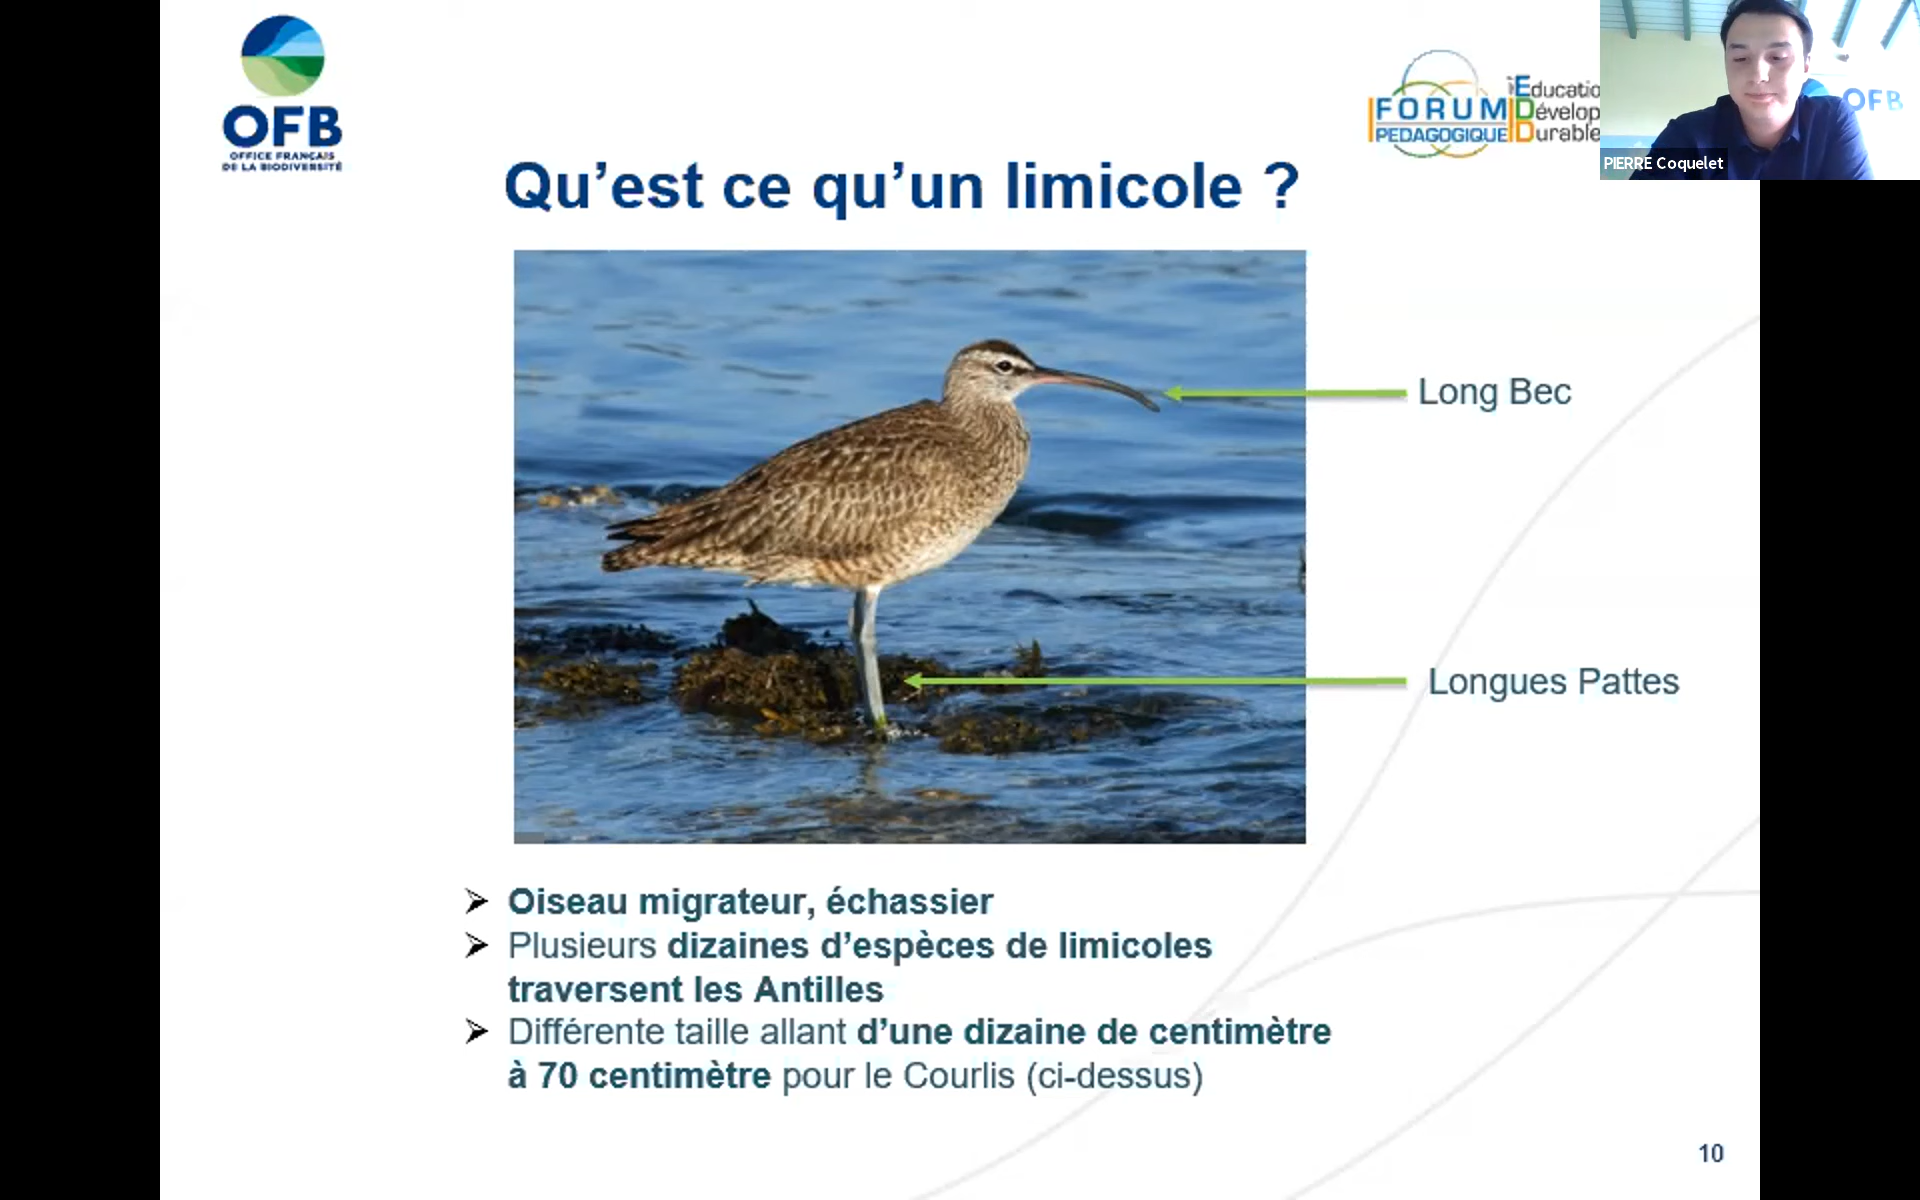 OFB
OFFICE FRANÇAIS
DE LA BIODIVERSITÉ
FORUM
PEDAGOGIQUE
Education
Dévelop
Durable
OFB
PIERRE Coquelet
Qu’est ce qu’un limicole ?
Long Bec
Longues Pattes
➢ Oiseau migrateur, échassier
➢ Plusieurs dizaines d’espèces de limicoles
traversent les Antilles
➢ Différente taille allant d’une dizaine de centimètre
à 70 centimètre pour le Courlis (ci-dessus)
10